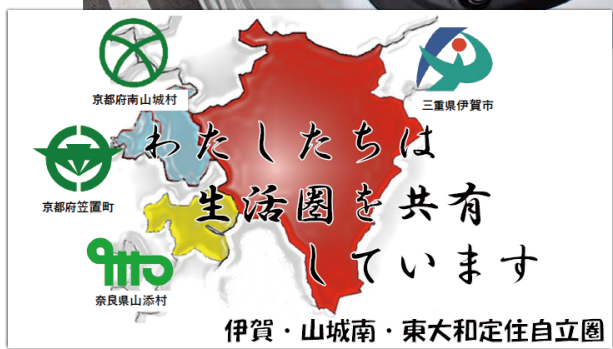 京都府南山城村
三重県伊賀市
わたしたちは
京都府笠置町
生活圏を共有
しています
奈良県山添村
伊賀・山城南・東大和定住自立圏